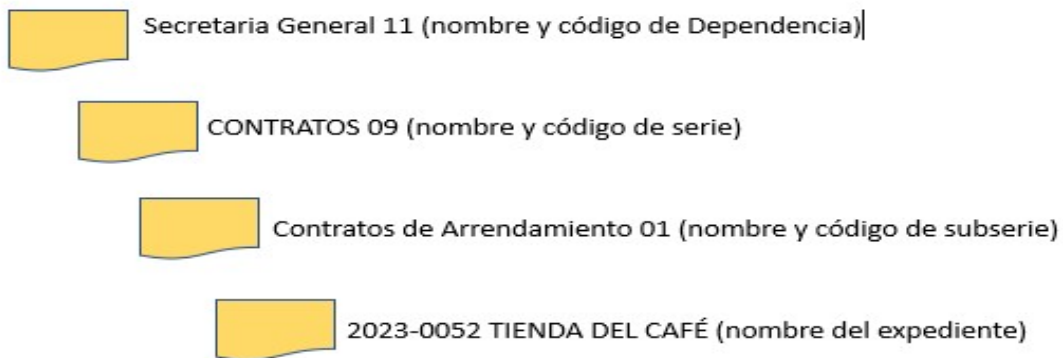 Secretaria General 11 (nombre y código de Dependencia)
CONTRATOS 09 (nombre y código de serie)
Contratos de Arrendamiento 01 (nombre y código de subserie)
2023-0052 TIENDA DEL CAFÉ (nombre del expediente)